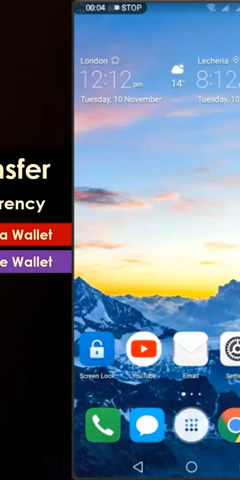 00:04 STOP
London Lecheria
12:12 pm 8:12
14°
Tuesday, 10 November Tuesday, 10
nsfer
rency
a Wallet
e Wallet
Screen Lock YouTube Email